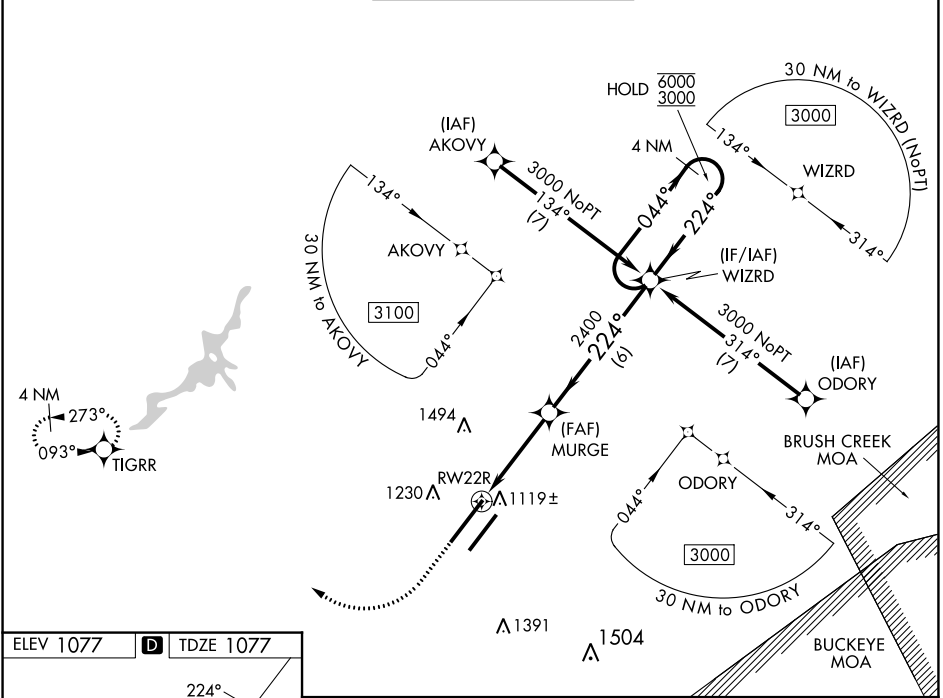 30 NM to WIZRD (NoPT)
3000
134°
WIZRD
314°
HOLD 6000
3000
4 NM
044°
224°
(IAF)
AKOVY
3000 NoPT
134°
(7)
134°
AKOVY
3100
044°
30 NM to AKOVY
(IF/IAF)
WIZRD
2400
224°
(6)
3000 NoPT
314°
(7)
(IAF)
ODORY
4 NM
273°
093°
TIGRR
1494
(FAF)
MURGE
1230
RW22R
1119±
ODORY
044°
314°
3000
30 NM to ODORY
BRUSH CREEK
MOA
BUCKEYE
MOA
1391
1504
ELEV 1077
D
TDZE 1077
224°